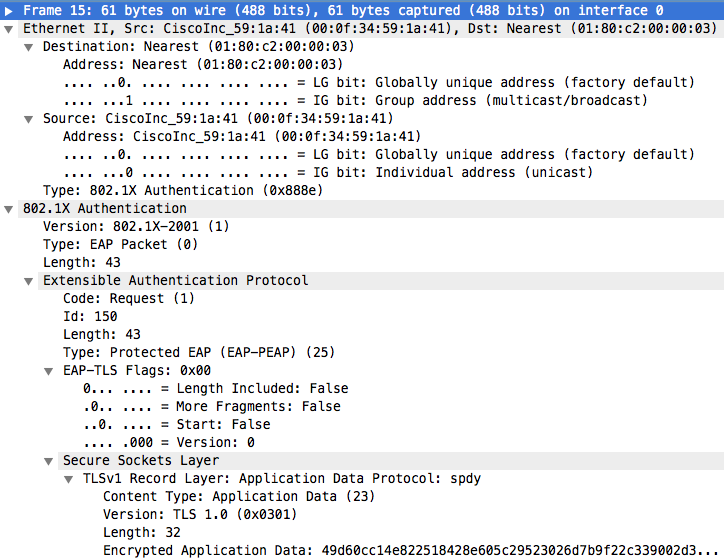 Frame 15: 61 bytes on wire (488 bits), 61 bytes captured (488 bits) on interface 0
Ethernet II, Src: CiscoInc_59:1a:41 (00:0f:34:59:1a:41), Dst: Nearest (01:80:c2:00:00:03)
Destination: Nearest (01:80:c2:00:00:03)
Address: Nearest (01:80:c2:00:00:03)
.... ..0. .... .... .... .... = LG bit: Globally unique address (factory default)
.... ...1 .... .... .... .... = IG bit: Group address (multicast/broadcast)
Source: CiscoInc_59:1a:41 (00:0f:34:59:1a:41)
Address: CiscoInc_59:1a:41 (00:0f:34:59:1a:41)
.... ..0. .... .... .... .... = LG bit: Globally unique address (factory default)
.... ...0 .... .... .... .... = IG bit: Individual address (unicast)
Type: 802.1X Authentication (0x888e)
802.1X Authentication
Version: 802.1X-2001 (1)
Type: EAP Packet (0)
Length: 43
Extensible Authentication Protocol
Code: Request (1)
Id: 150
Length: 43
Type: Protected EAP (EAP-PEAP) (25)
EAP-TLS Flags: 0x00
0... .... = Length Included: False
.0.. .... = More Fragments: False
..0. .... = Start: False
.... .000 = Version: 0
Secure Sockets Layer
TLSv1 Record Layer: Application Data Protocol: spdy
Content Type: Application Data (23)
Version: TLS 1.0 (0x0301)
Length: 32
Encrypted Application Data: 49d60cc14e822518428e605c29523026d7b9f22c339002d3...